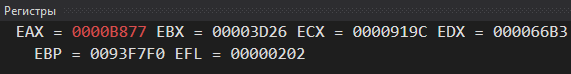 Регистры
EAX = 0000B877 EBX = 00003D26 ECX = 0000919C EDX = 000066B3
EBP = 0093F7F0 EFL = 00000202